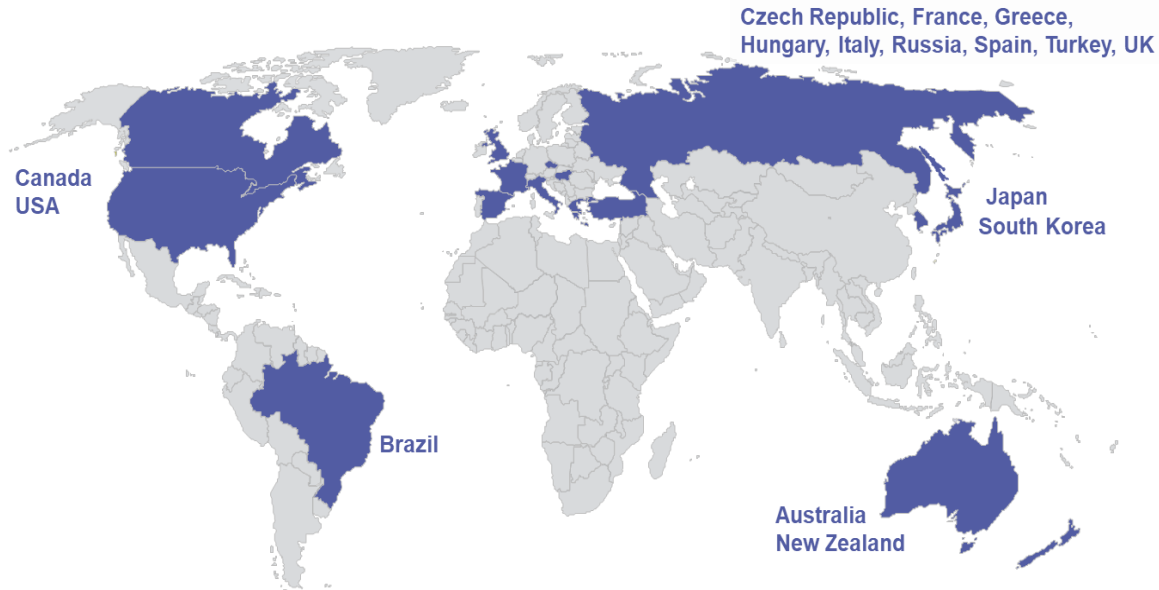 Czech Republic, France, Greece,
Hungary, Italy, Russia, Spain, Turkey, UK
Canada
USA
Japan
South Korea
Brazil
Australia
New Zealand